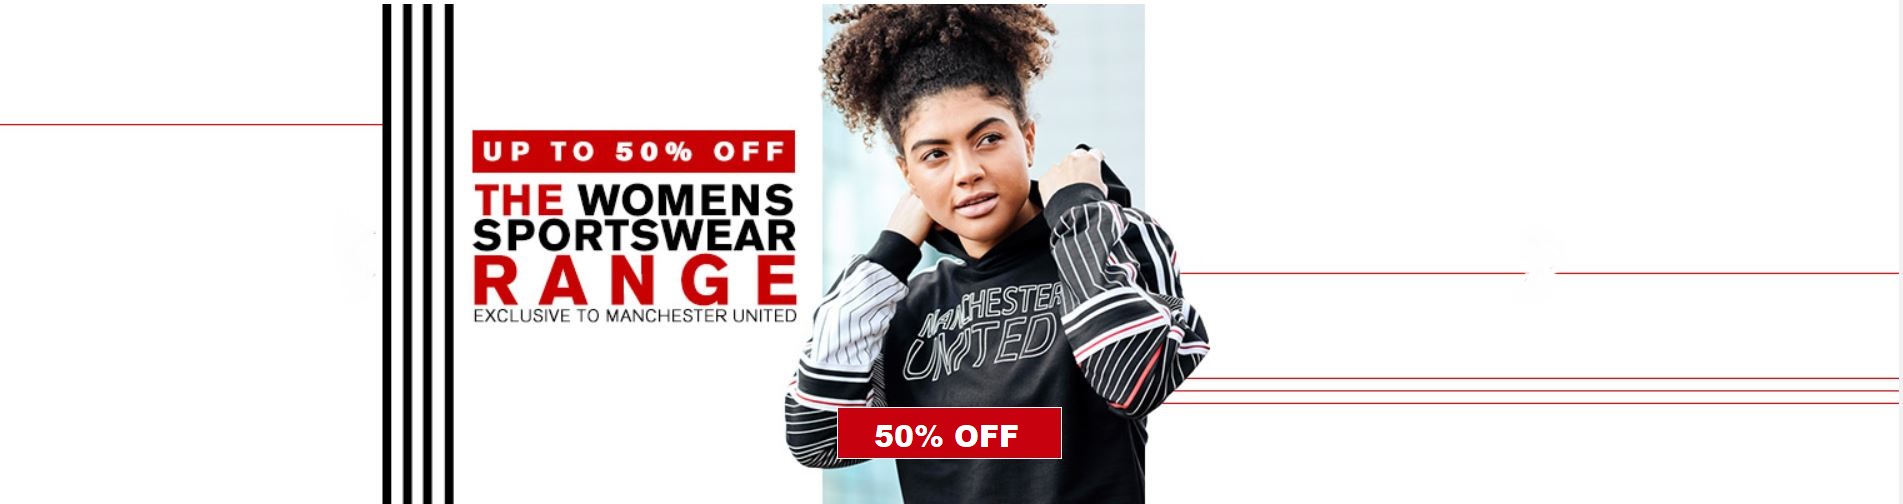 UP TO 50% OFF
THE WOMENS
SPORTSWEAR
RANGE
EXCLUSIVE TO MANCHESTER UNITED
MANCHESTER
UNITED
50% OFF